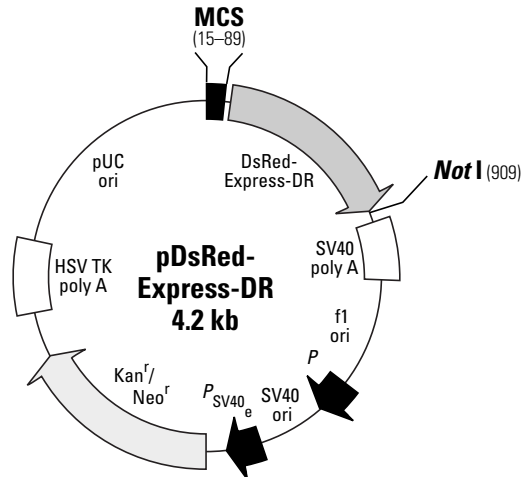 MCS
(15–89)
pUC
ori
DsRed-
Express-DR
Not I (909)
HSV TK
poly A
pDsRed-
Express-DR
4.2 kb
SV40
poly A
f1
ori
P
Kanʳ/
Neoʳ
P SV40 e
SV40
ori